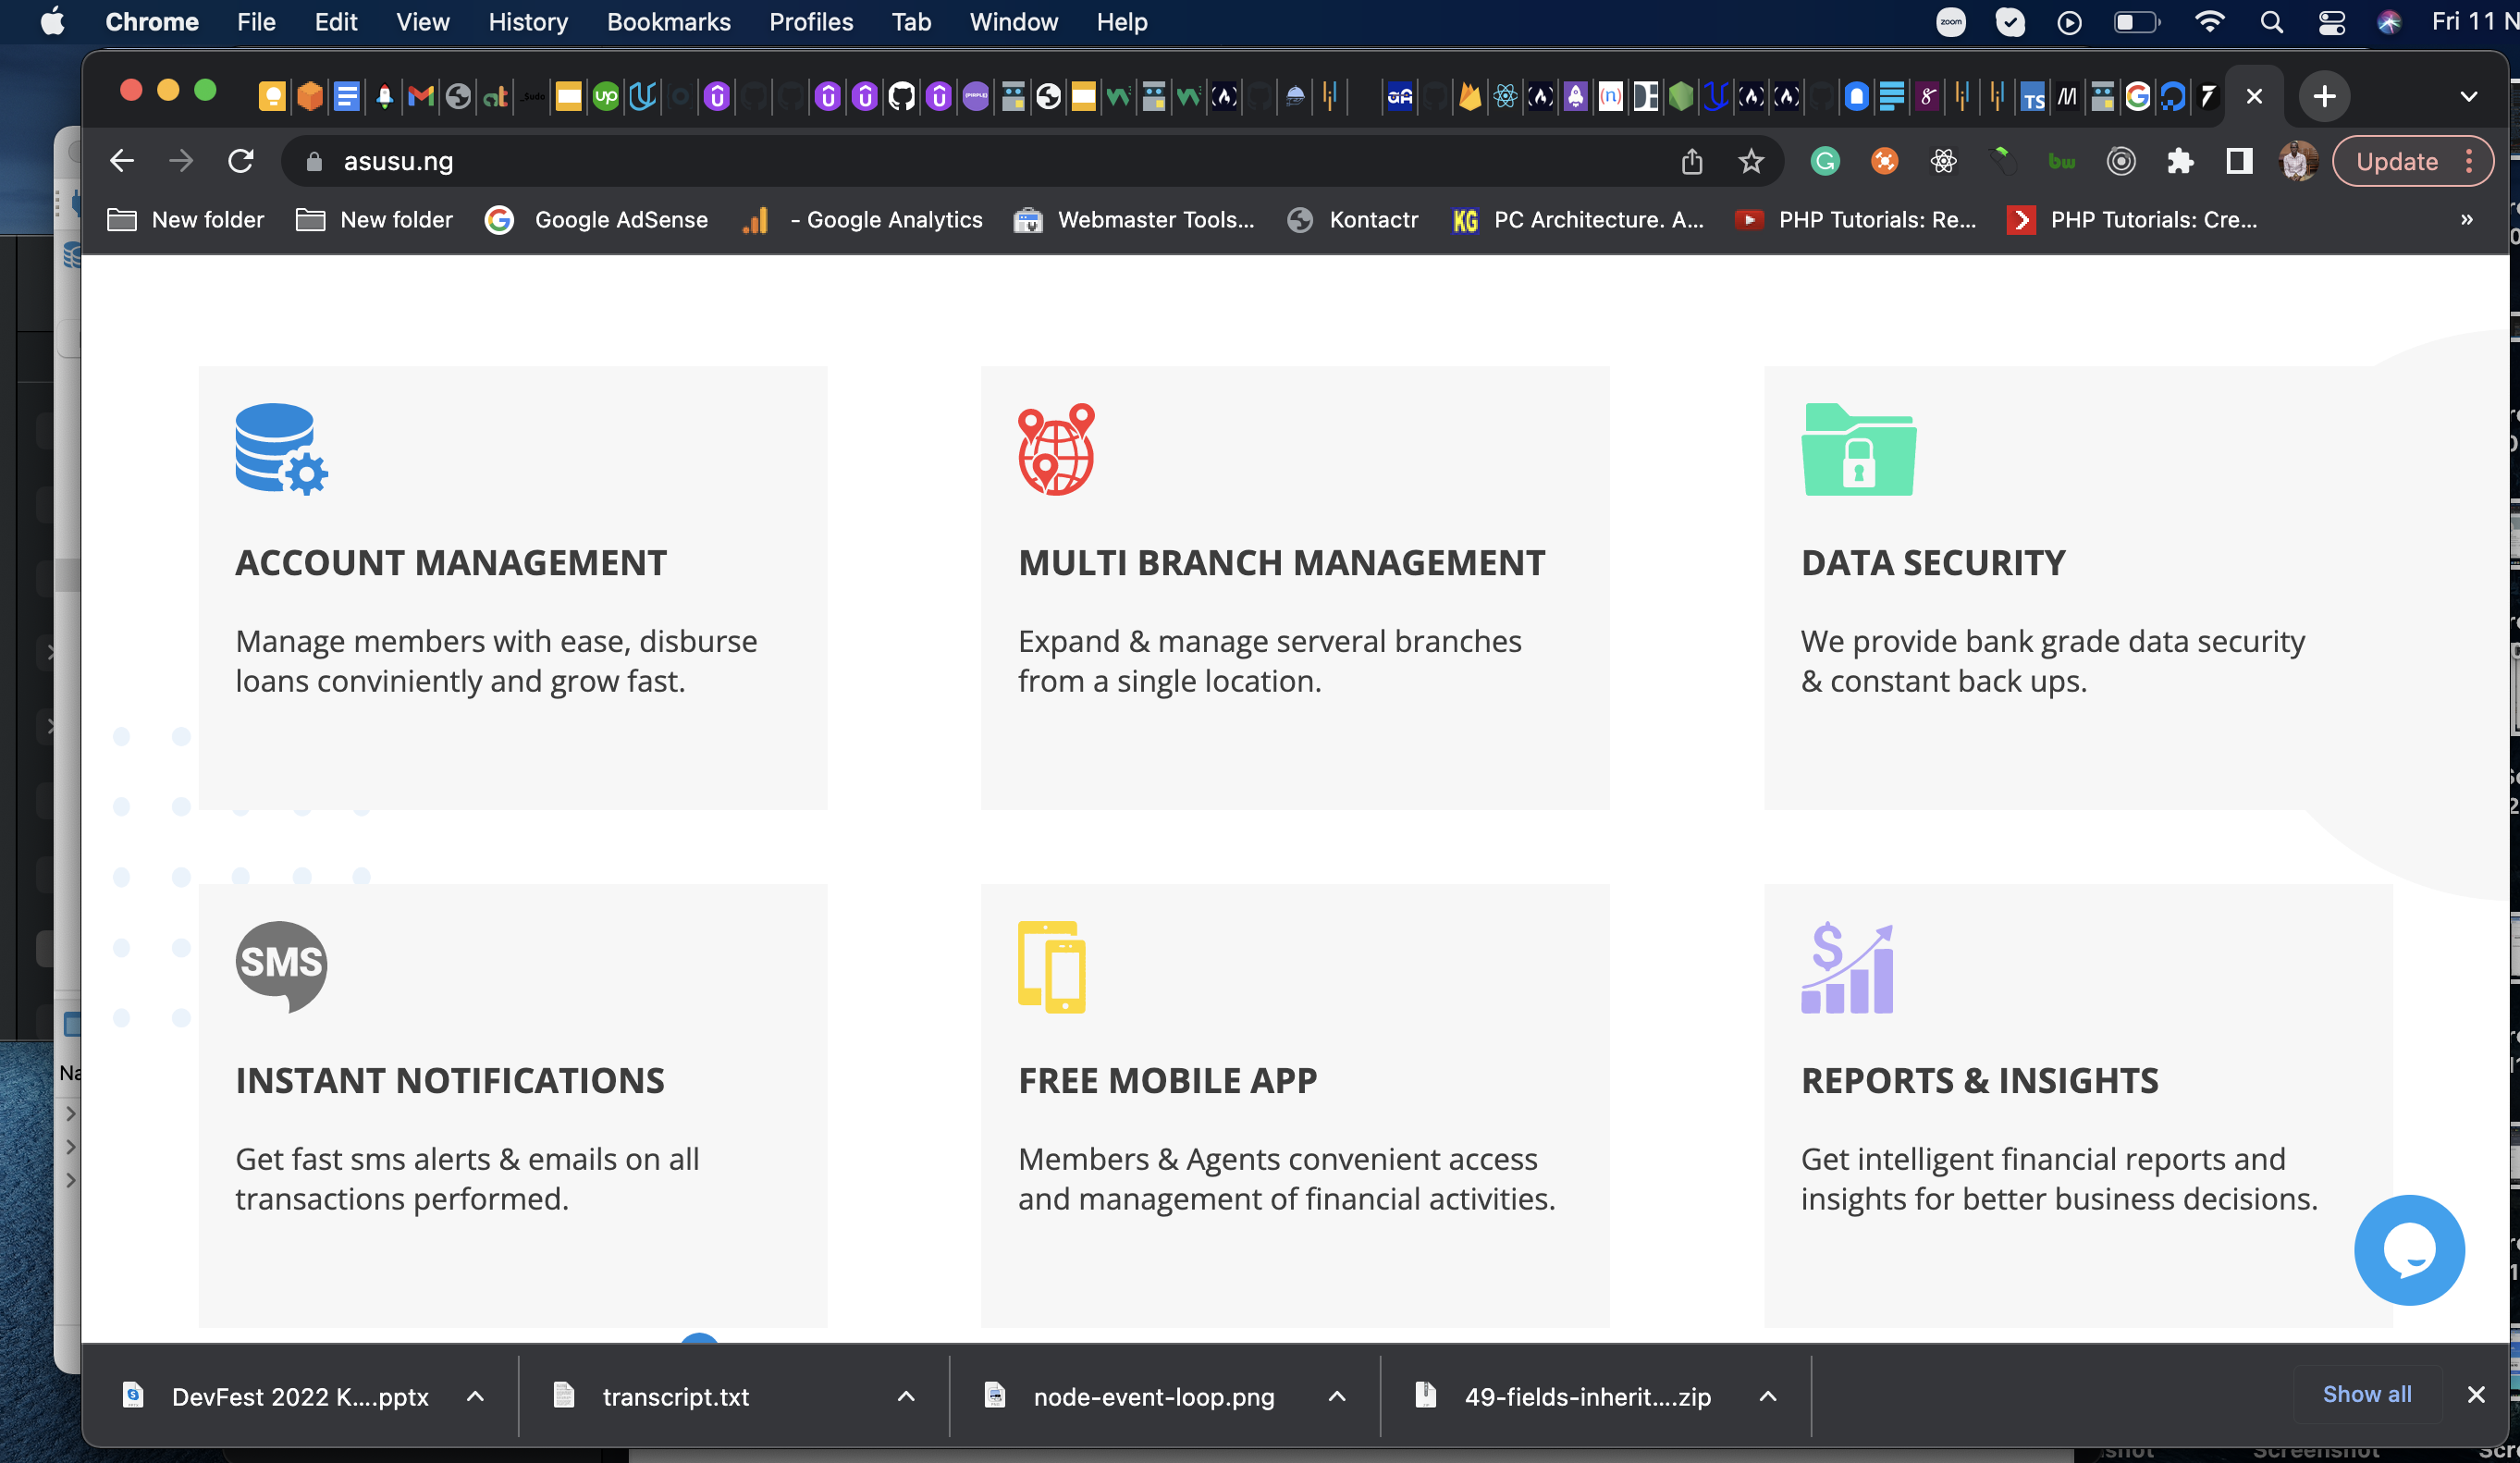 Chrome File Edit View History Bookmarks Profiles Tab Window Help zoom Fri 11 N
asusu.ng bw Update
New folder New folder Google AdSense - Google Analytics Webmaster Tools... Kontactr KG PC Architecture. A... PHP Tutorials: Re... PHP Tutorials: Cre... »
ACCOUNT MANAGEMENT
Manage members with ease, disburse
loans conviniently and grow fast.
MULTI BRANCH MANAGEMENT
Expand & manage serveral branches
from a single location.
DATA SECURITY
We provide bank grade data security
& constant back ups.
SMS
INSTANT NOTIFICATIONS
Get fast sms alerts & emails on all
transactions performed.
FREE MOBILE APP
Members & Agents convenient access
and management of financial activities.
$
REPORTS & INSIGHTS
Get intelligent financial reports and
insights for better business decisions.
Na
DevFest 2022 K....pptx transcript.txt node-event-loop.png 49-fields-inherit....zip Show all
Screenshot